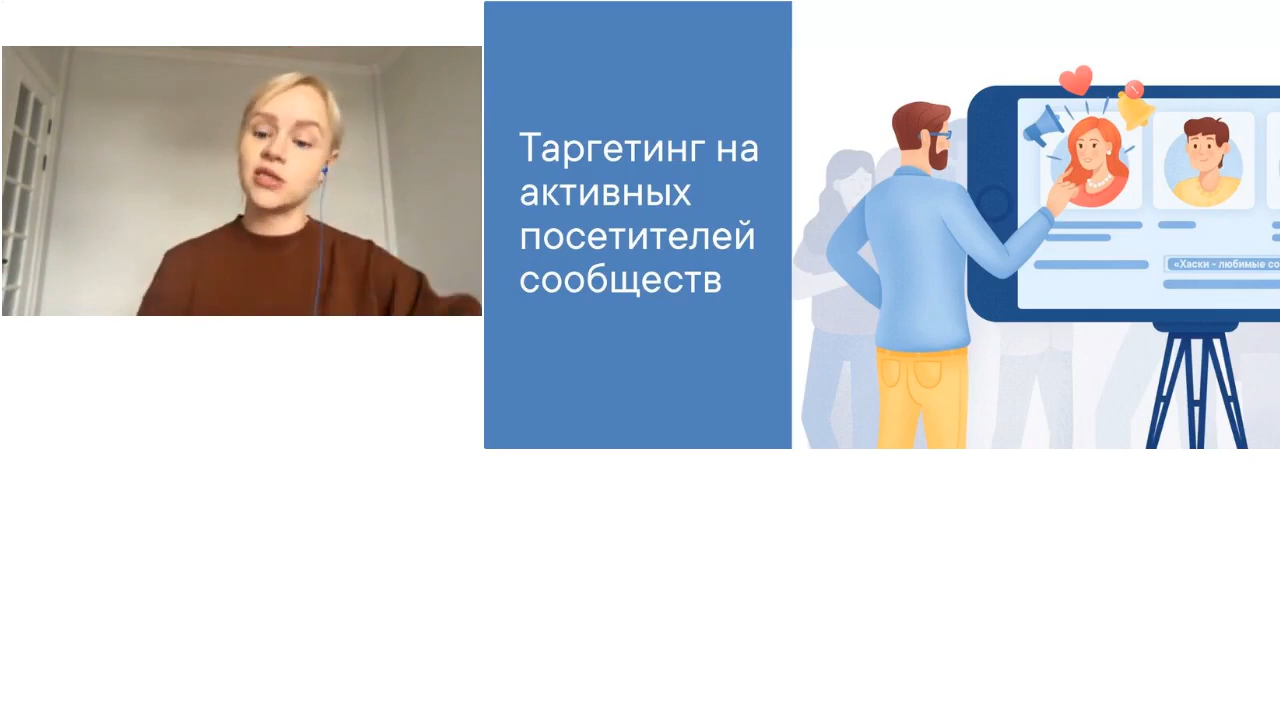 Таргетинг на
активных
посетителей
сообществ
«Хаски - любимые со